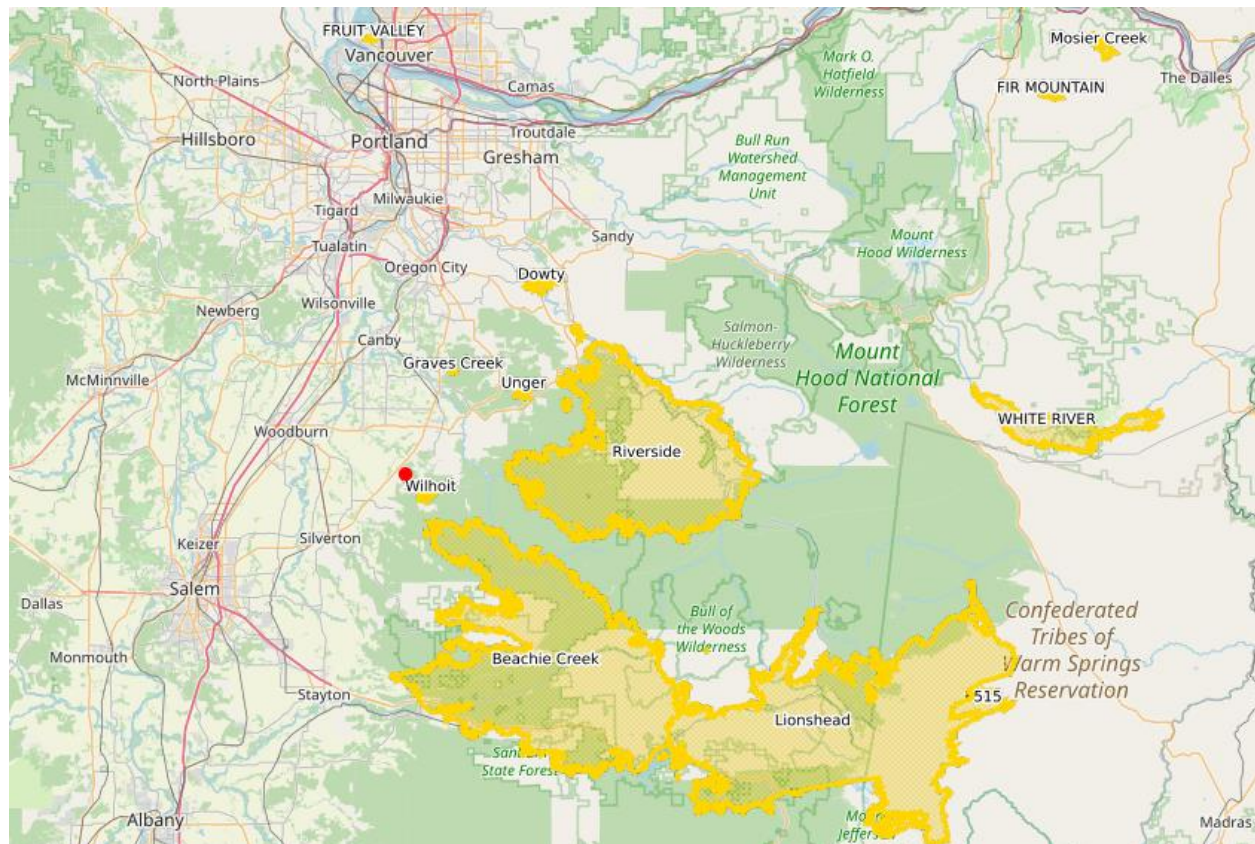 FRUIT VALLEY
Vancouver
Mark O.
Hatfield
Wilderness
Mosier Creek
The Dalles
North Plains
Camas
FIR MOUNTAIN
Hillsboro
Portland
Troutdale
Gresham
Bull Run
Watershed
Management
Unit
Milwaukie
Tigard
Tualatin
Sandy
Mount
Hood Wilderness
Oregon City
Dowty
Newberg
Wilsonville
Canby
Salmon-
Huckleberry
Wilderness
Mount
Hood National
Forest
Graves Creek
Unger
McMinnville
Woodburn
WHITE RIVER
Riverside
Wilhoit
Keizer
Silverton
Salem
Dallas
Bull of
the Woods
Wilderness
Confederated
Tribes of
Warm Springs
Reservation
Monmouth
Beachie Creek
Stayton
515
Lionshead
State Forest
Albany
Madras